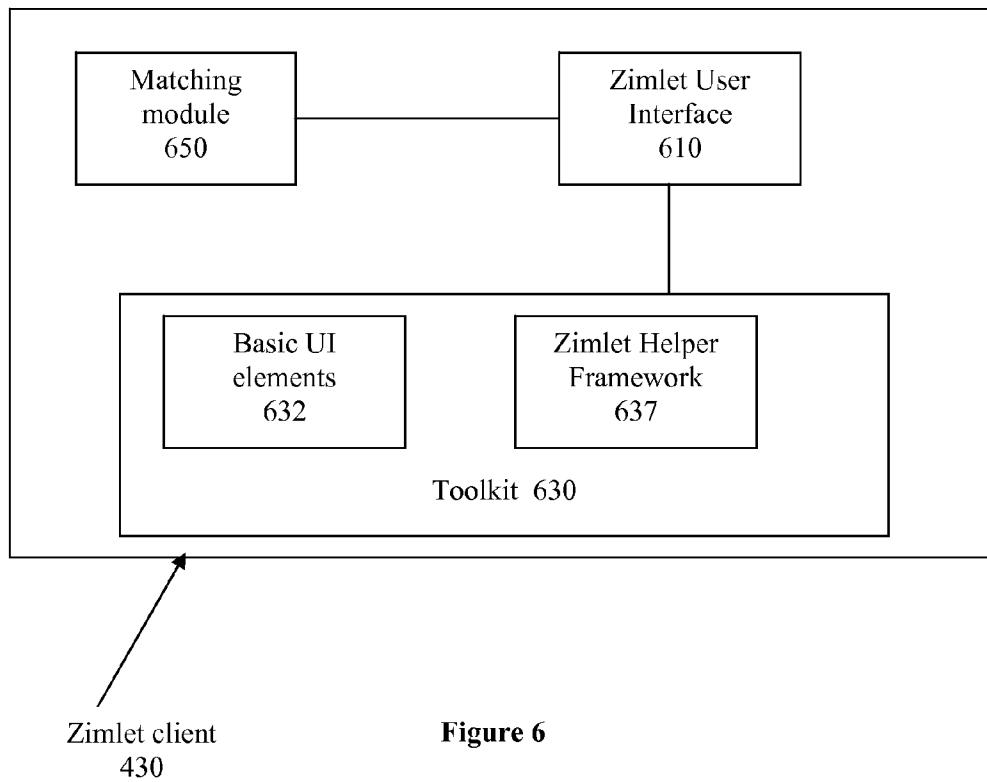 Matching
module
650
Zimlet User
Interface
610
Basic UI
elements
632
Zimlet Helper
Framework
637
Toolkit 630
Zimlet client
430
Figure 6